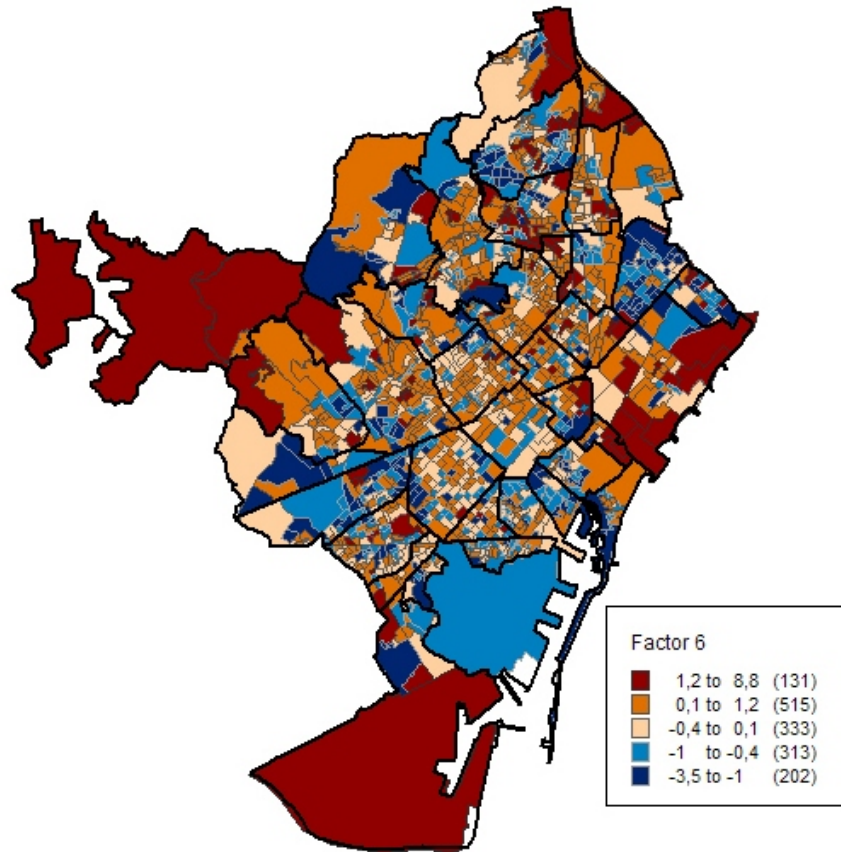 Factor 6
1,2 to 8,8 (131)
0,1 to 1,2 (515)
-0,4 to 0,1 (333)
-1 to -0,4 (313)
-3,5 to -1 (202)